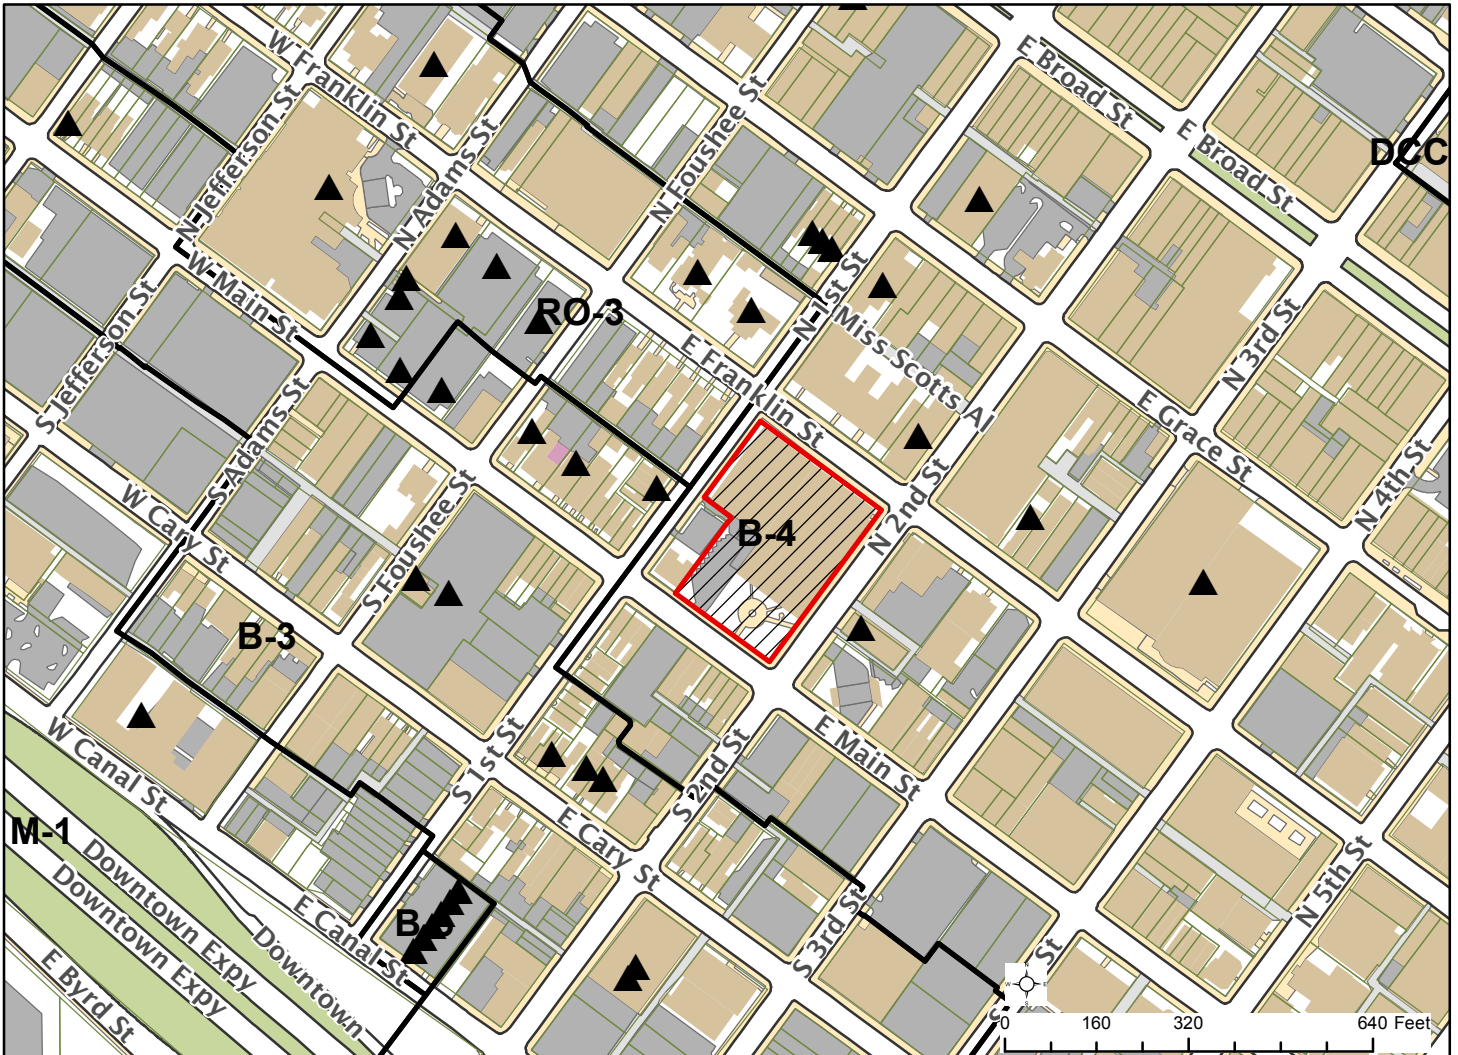 W Franklin St
E Broad St
E Broad St
DCC
N Jefferson St
N Adams St
N Foushee St
W Main St
RO-3
N 1st St
Miss Scotts Al
N 3rd St
S Jefferson St
E Franklin St
E Grace St
S Adams St
N 4th St
W Cary St
S Foushee St
B-4
N 2nd St
B-3
W Canal St
S 1st St
S 2nd St
E Main St
M-1
Downtown Expy
Downtown Expy
E Cary St
E Canal St
Downtown
N 5th St
S 3rd St
E Byrd St
St
N
W
E
S
0 160 320 640 Feet